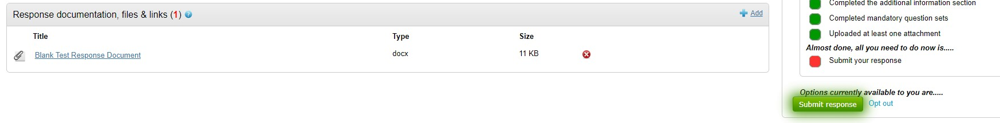 Response documentation, files & links (1) ?
Add
Title Type Size
Blank Test Response Document docx 11 KB
Completed the additional information section
Completed mandatory question sets
Uploaded at least one attachment
Almost done, all you need to do now is.....
Submit your response
Options currently available to you are.....
Submit response Opt out